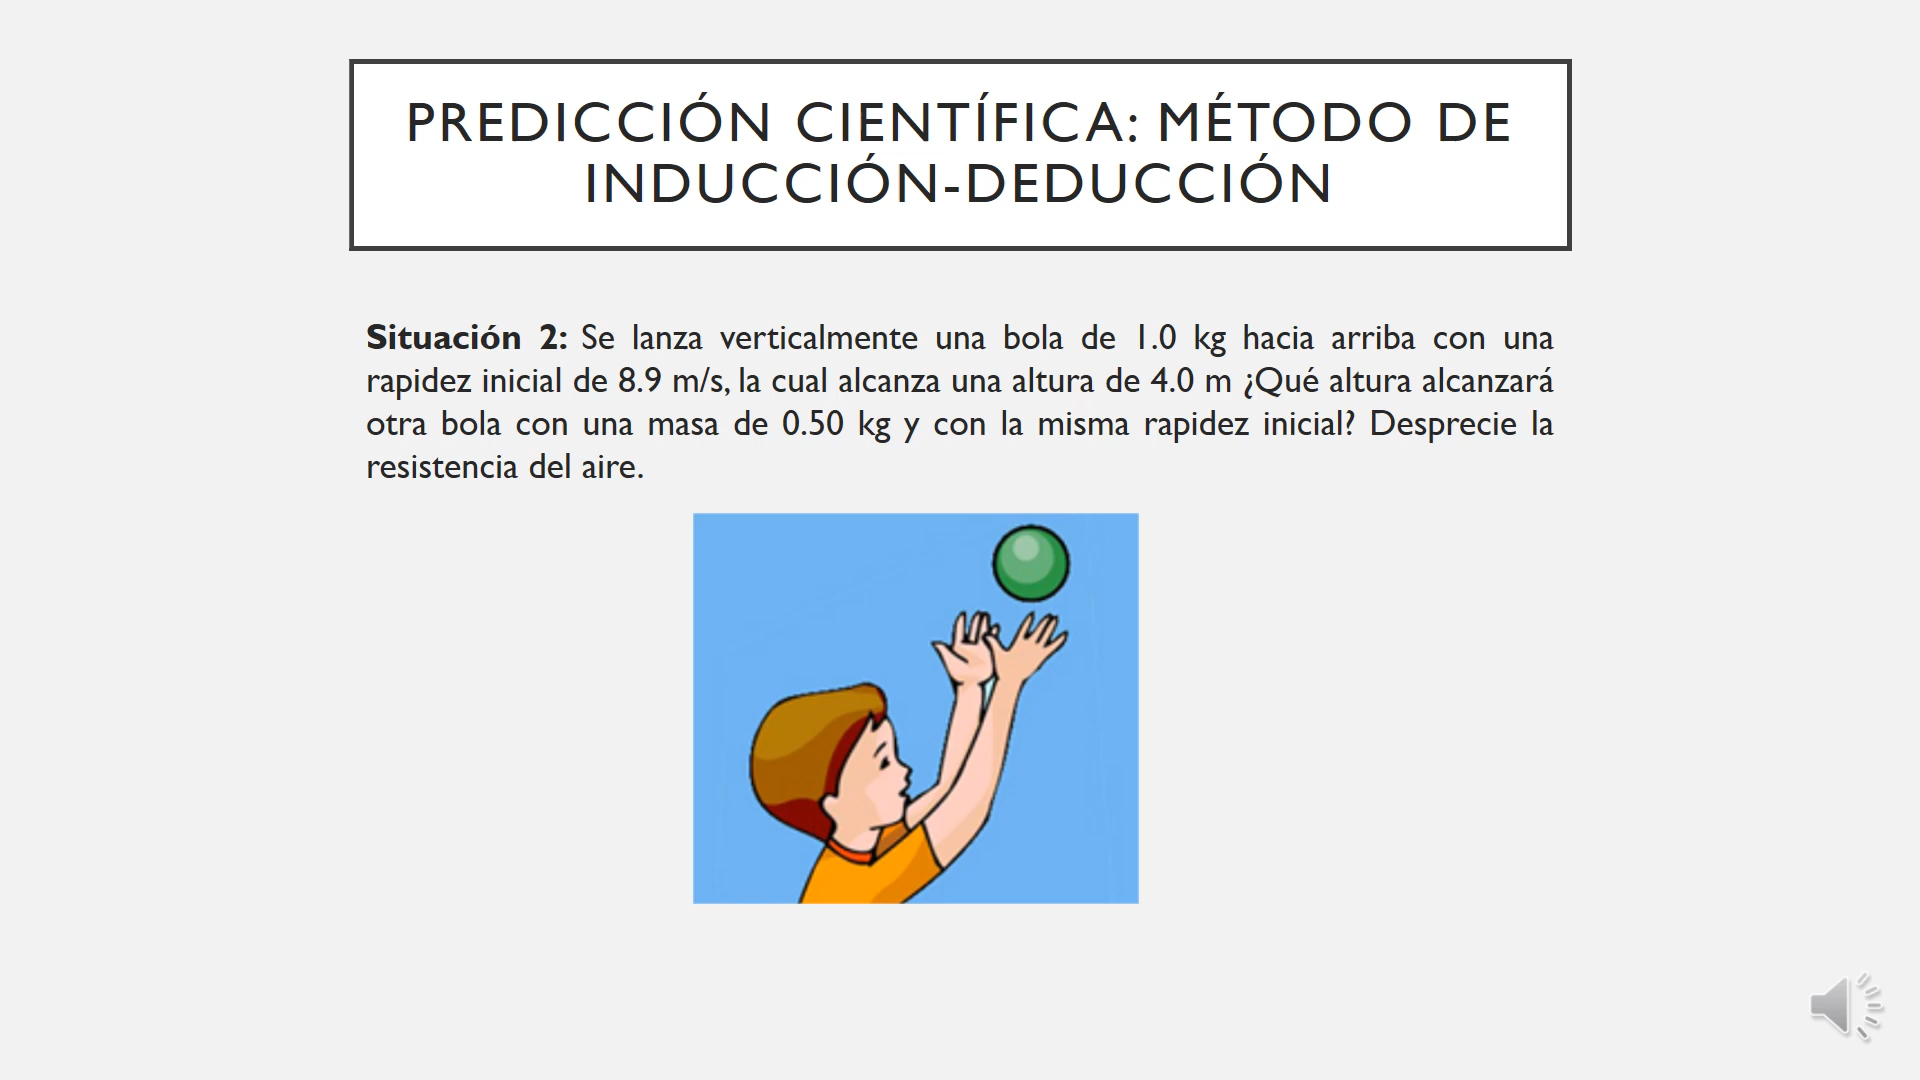 PREDICCIÓN CIENTÍFICA: MÉTODO DE
INDUCCIÓN-DEDUCCIÓN
Situación 2: Se lanza verticalmente una bola de 1.0 kg hacia arriba con una
rapidez inicial de 8.9 m/s, la cual alcanza una altura de 4.0 m ¿Qué altura alcanzará
otra bola con una masa de 0.50 kg y con la misma rapidez inicial? Desprecie la
resistencia del aire.